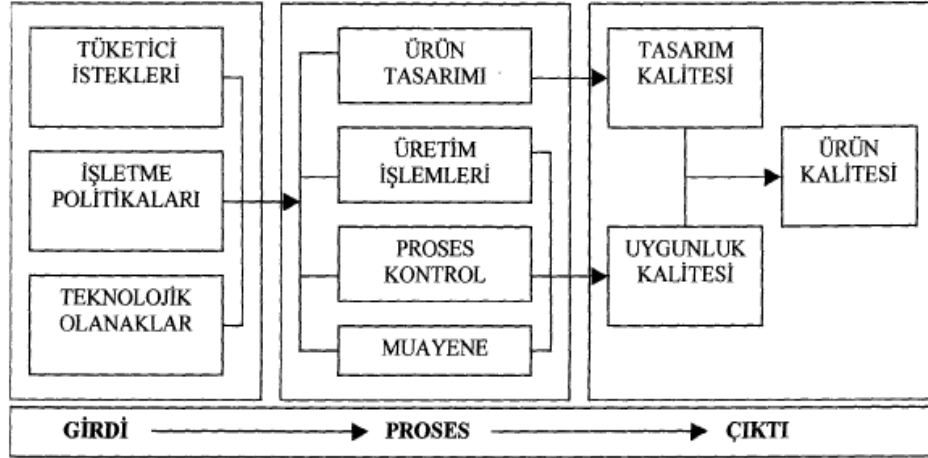 TÜKETİCİ
İSTEKLERİ
İŞLETME
POLİTİKALARI
TEKNOLOJİK
OLANAKLAR
ÜRÜN
TASARIMI
ÜRETİM
İŞLEMLERİ
PROSES
KONTROL
MUAYENE
TASARIM
KALİTESİ
UYGUNLUK
KALİTESİ
ÜRÜN
KALİTESİ
GİRDİ PROSES ÇIKTI